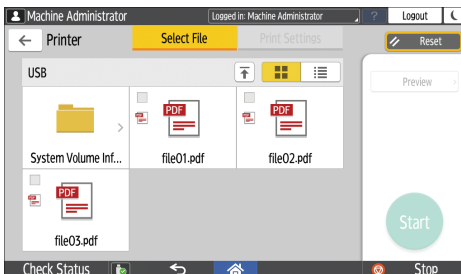 Machine Administrator
Logged in: Machine Administrator
?
Logout
Printer
Select File
Print Settings
Reset
USB
Preview
PDF
PDF
System Volume Inf...
file01.pdf
file02.pdf
PDF
file03.pdf
Start
Check Status
Stop